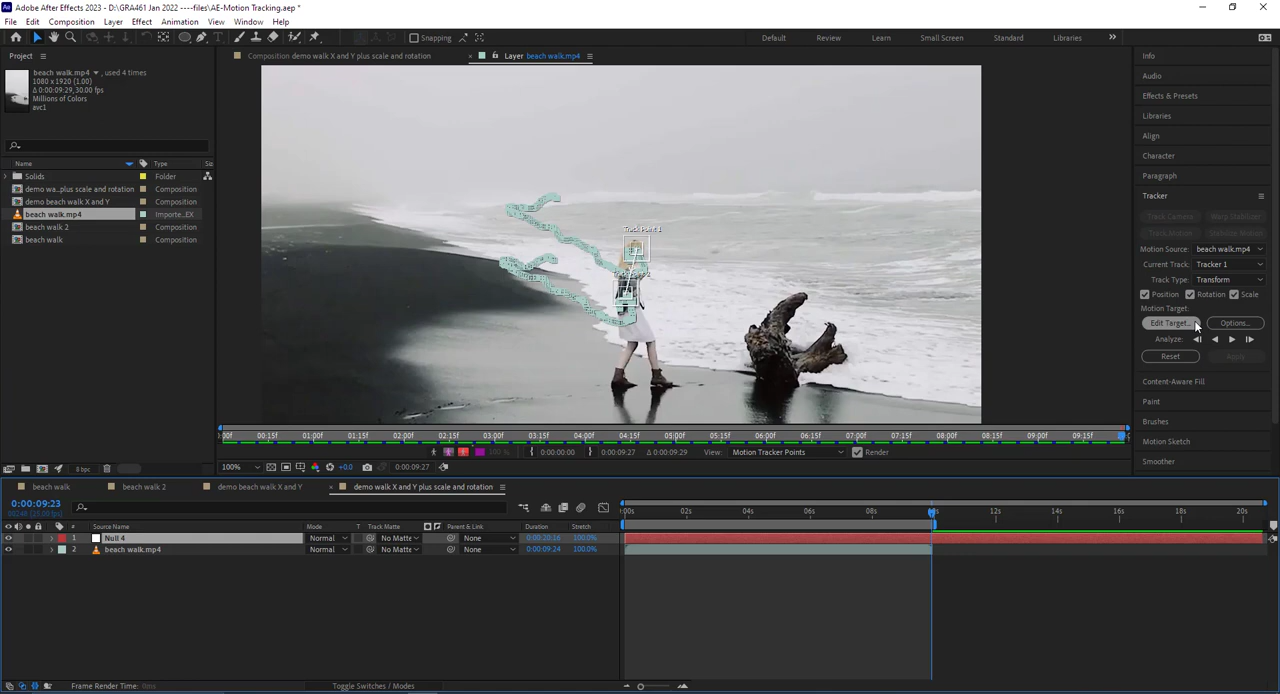 Adobe After Effects 2023 - D:\GRA461 Jan 2022 ----files\AE-Motion Tracking.aep *
File Edit Composition Layer Effect Animation View Window Help
Snapping
Default Review Learn Small Screen Standard Libraries
Project
Composition demo walk X and Y plus scale and rotation
Layer beach walk.mp4
Info
beach walk.mp4 , used 4 times
1080 x 1920 (1.00)
Δ 0:00:09:29, 30.00 fps
Millions of Colors
avc1
Audio
Effects & Presets
Libraries
Align
Character
Paragraph
Name Type Siz
Solids Folder
demo wa...plus scale and rotation Composition
demo beach walk X and Y Composition
beach walk.mp4 Importe...EX
beach walk 2 Composition
beach walk Composition
Track Point 1
Tracker
Track Camera Warp Stabilizer
Track Motion Stabilize Motion
Motion Source: beach walk.mp4
Current Track: Tracker 1
Track Type: Transform
Position Rotation Scale
Motion Target:
Edit Target... Options...
Analyze:
Reset Apply
Content-Aware Fill
Paint
Brushes
Motion Sketch
Smoother
:00f 00:15f 01:00f 01:15f 02:00f 02:15f 03:00f 03:15f 04:00f 04:15f 05:00f 05:15f 06:00f 06:15f 07:00f 07:15f 08:00f 08:15f 09:00f 09:15f
100% 0:00:00:00 0:00:09:27 Δ 0:00:09:29 View: Motion Tracker Points Render
8 bpc
100% +0.0 0:00:09:27
beach walk beach walk 2 demo beach walk X and Y demo walk X and Y plus scale and rotation
0:00:09:23
02s 04s 06s 08s 12s 14s 16s 18s 20s
# Source Name Mode T Track Matte Parent & Link Duration Stretch
1 Null 4 Normal No Matte None 0:00:20:16 100.0%
2 beach walk.mp4 Normal No Matte None 0:00:09:24 100.0%
Frame Render Time: 0ms
Toggle Switches / Modes